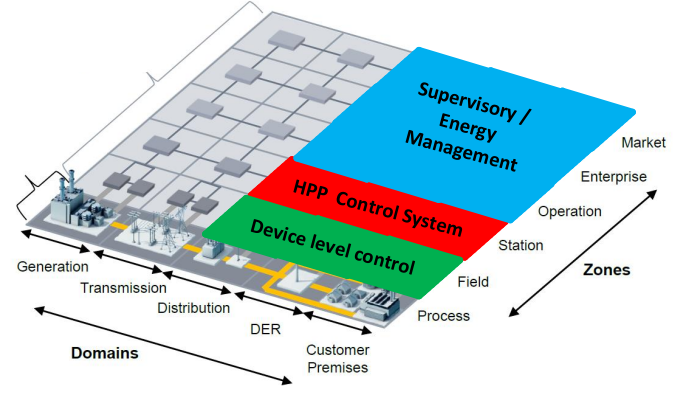 Supervisory /
Energy
Management
HPP Control System
Device level control
Market
Enterprise
Operation
Station
Field
Process
Zones
Generation
Transmission
Distribution
DER
Customer
Premises
Domains